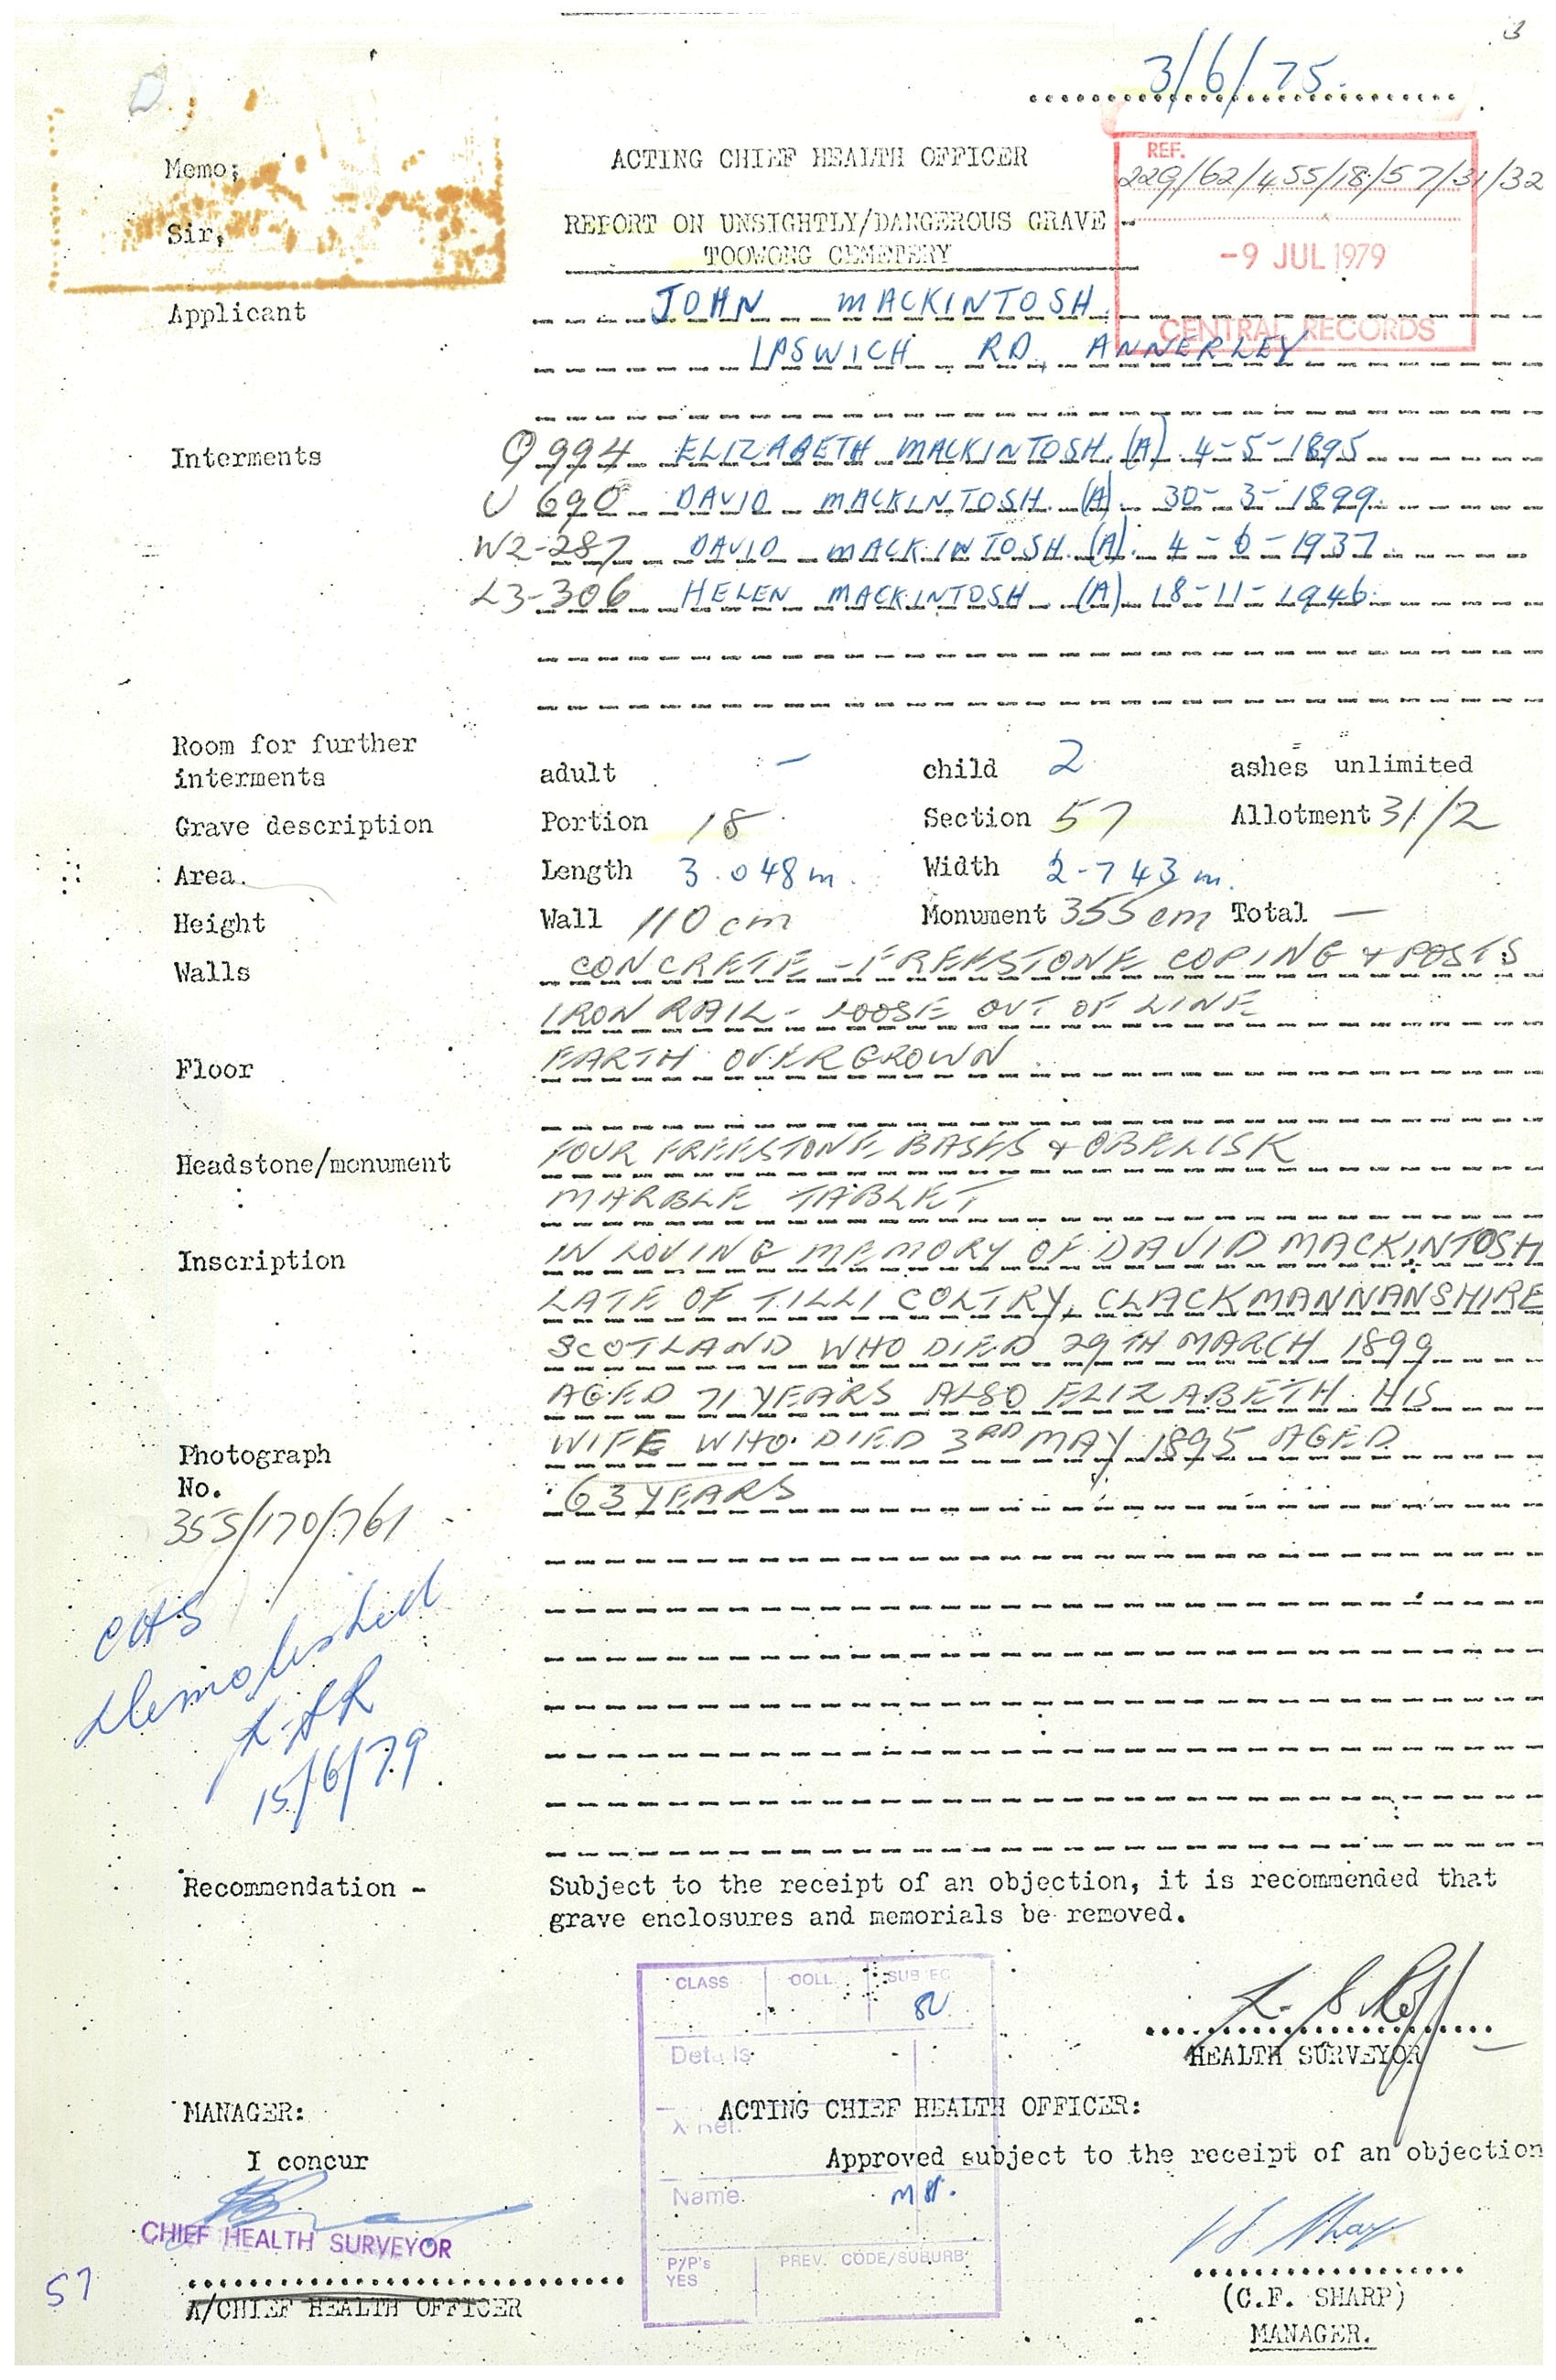 3
3/6/75.
Memo;
ACTING CHIEF HEALTH OFFICER
REF.
229/62/455/18/57/31/32
Sir,
REPORT ON UNSIGHTLY/DANGEROUS GRAVE -
TOOWONG CEMETERY
-9 JUL 1979
CENTRAL RECORDS
Applicant JOHN MACKINTOSH
IPSWICH RD, ANNERLEY
Interments Q994 ELIZABETH MACKINTOSH. (A) 4-5-1895
U 690 DAVID MACKINTOSH. (A). 30-3-1899.
W2-287 DAVID MACKINTOSH. (A). 4-6-1937.
L3-306 HELEN MACKINTOSH (A) 18-11-1946.
Room for further
interments adult - child 2 ashes unlimited
Grave description Portion 18 Section 57 Allotment 31/2
Area. Length 3.048m. Width 2-743m.
Height Wall 110 cm Monument 355 cm Total —
Walls CONCRETE - FREESTONE COPING & POSTS
IRON RAIL - LOOSE OUT OF LINE
Floor EARTH OVERGROWN
Headstone/monument FOUR FREESTONE BASES & OBELISK
MARBLE TABLET
Inscription IN LOVING MEMORY OF DAVID MACKINTOSH
LATE OF TILLICOLTRY, CLACKMANNANSHIRE
SCOTLAND WHO DIED 29TH MARCH 1899
AGED 71 YEARS ALSO ELIZABETH HIS
WIFE WHO DIED 3RD MAY 1895 AGED
63 YEARS
Photograph
No.
355/170/761
CHS
Demolished
15/6/79
Recommendation - Subject to the receipt of an objection, it is recommended that
grave enclosures and memorials be removed.
CLASS COLL SUBJEC
Details
HEALTH SURVEYOR
MANAGER: ACTING CHIEF HEALTH OFFICER:
X Ref.
I concur Approved subject to the receipt of an objection
Name.
CHIEF HEALTH SURVEYOR
P/P's PREV. CODE/SUBURB
YES
57
A/CHIEF HEALTH OFFICER
(C.F. SHARP)
MANAGER.